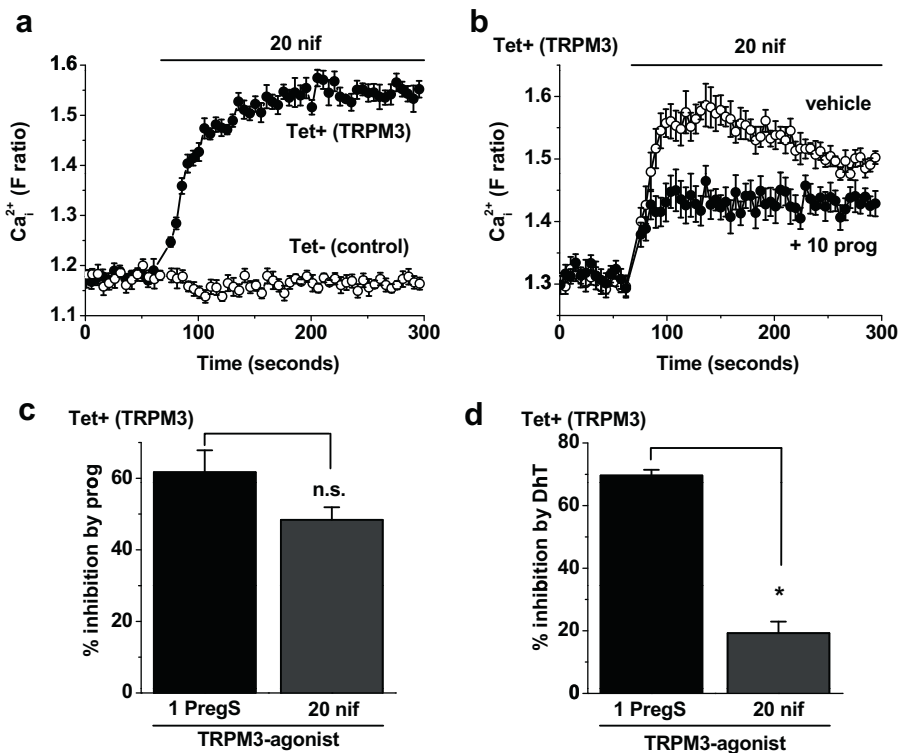 a
20 nif
1.6
1.5
1.4
1.3
1.2
1.1
Ca²⁺ᵢ (F ratio)
Tet+ (TRPM3)
Tet- (control)
0
100
200
300
Time (seconds)
b
Tet+ (TRPM3)
20 nif
1.6
1.5
1.4
1.3
Ca²⁺ᵢ (F ratio)
vehicle
+ 10 prog
0
100
200
300
Time (seconds)
c
Tet+ (TRPM3)
60
40
20
0
% inhibition by prog
n.s.
1 PregS
20 nif
TRPM3-agonist
d
Tet+ (TRPM3)
80
60
40
20
0
% inhibition by DhT
*
1 PregS
20 nif
TRPM3-agonist